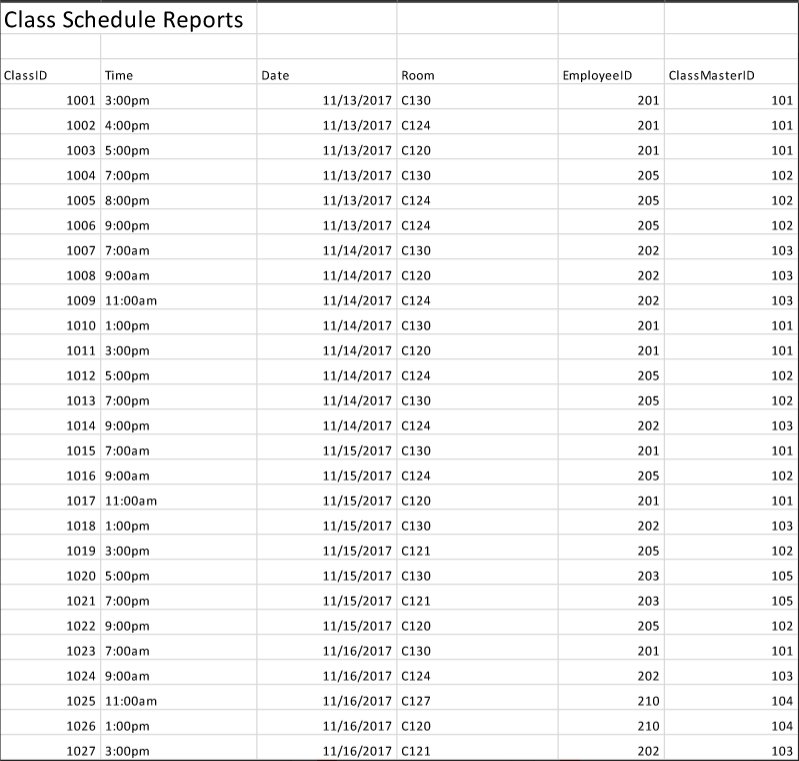 Class Schedule Reports
ClassID Time Date Room EmployeeID ClassMasterID
1001 3:00pm 11/13/2017 C130 201 101
1002 4:00pm 11/13/2017 C124 201 101
1003 5:00pm 11/13/2017 C120 201 101
1004 7:00pm 11/13/2017 C130 205 102
1005 8:00pm 11/13/2017 C124 205 102
1006 9:00pm 11/13/2017 C124 205 102
1007 7:00am 11/14/2017 C130 202 103
1008 9:00am 11/14/2017 C120 202 103
1009 11:00am 11/14/2017 C124 202 103
1010 1:00pm 11/14/2017 C130 201 101
1011 3:00pm 11/14/2017 C120 201 101
1012 5:00pm 11/14/2017 C124 205 102
1013 7:00pm 11/14/2017 C130 205 102
1014 9:00pm 11/14/2017 C124 202 103
1015 7:00am 11/15/2017 C130 201 101
1016 9:00am 11/15/2017 C124 205 102
1017 11:00am 11/15/2017 C120 201 101
1018 1:00pm 11/15/2017 C130 202 103
1019 3:00pm 11/15/2017 C121 205 102
1020 5:00pm 11/15/2017 C130 203 105
1021 7:00pm 11/15/2017 C121 203 105
1022 9:00pm 11/15/2017 C120 205 102
1023 7:00am 11/16/2017 C130 201 101
1024 9:00am 11/16/2017 C124 202 103
1025 11:00am 11/16/2017 C127 210 104
1026 1:00pm 11/16/2017 C120 210 104
1027 3:00pm 11/16/2017 C121 202 103